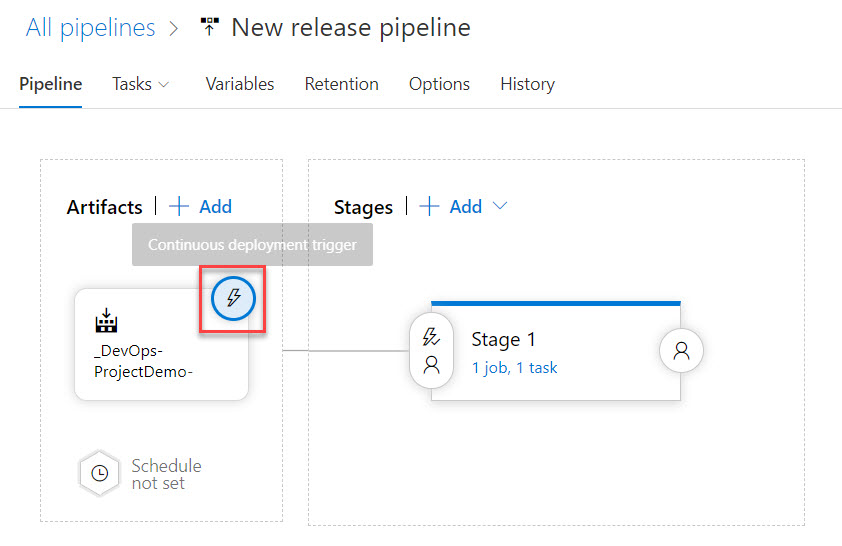 All pipelines > New release pipeline
Pipeline Tasks Variables Retention Options History
Artifacts | + Add
Stages | + Add
Continuous deployment trigger
_DevOps-
ProjectDemo-
Stage 1
1 job, 1 task
Schedule
not set